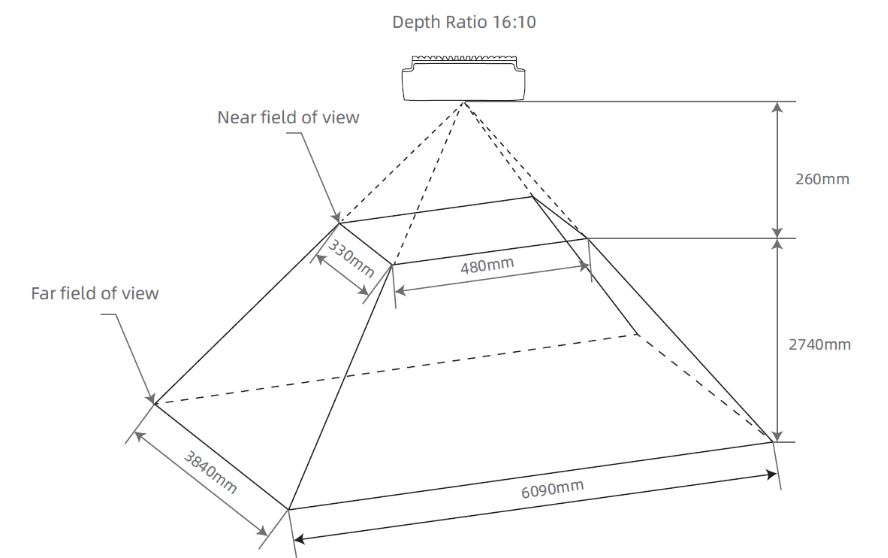 Depth Ratio 16:10
Near field of view
260mm
330mm
480mm
Far field of view
2740mm
3840mm
6090mm